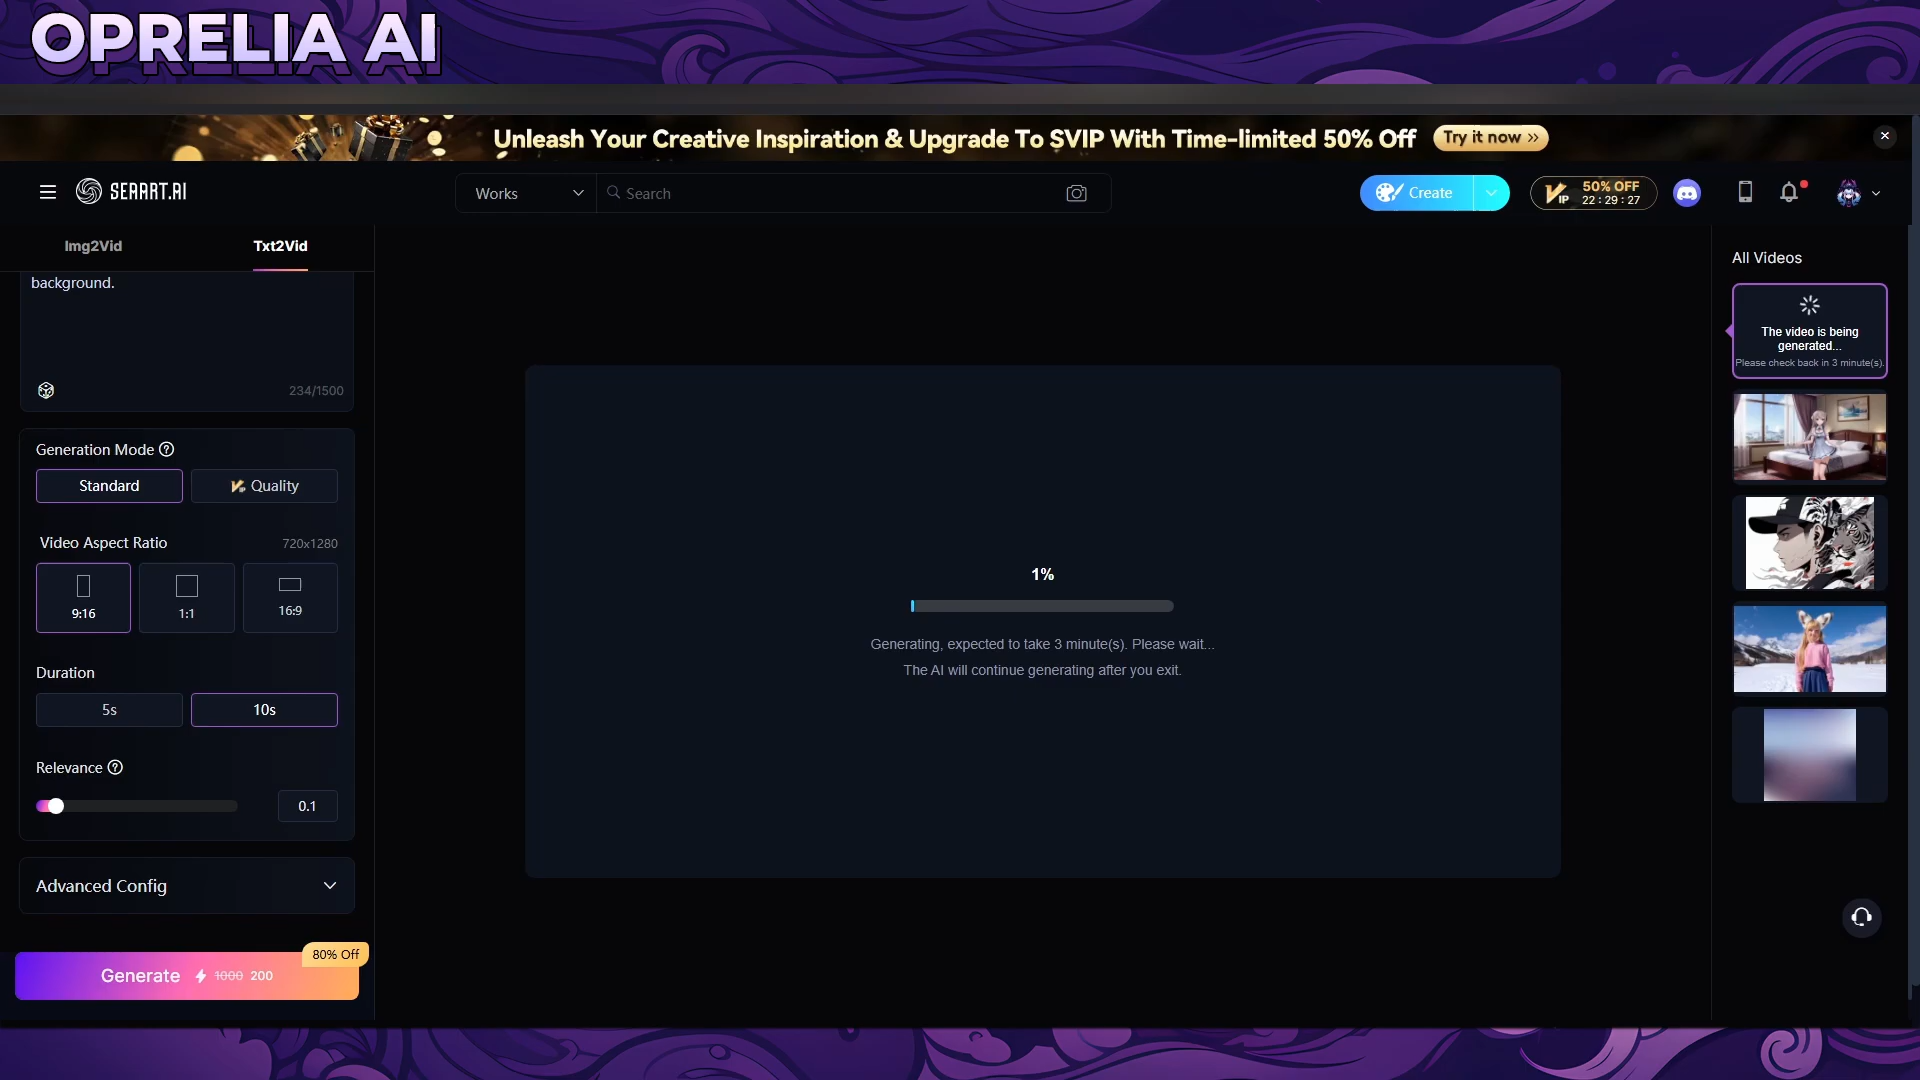 OPRELIA AI
Unleash Your Creative Inspiration & Upgrade To SVIP With Time-limited 50% Off
Try it now »
SEAART.AI
Works
Search
Create
VIP
50% OFF
22 : 29 : 27
Img2Vid
Txt2Vid
background.
234/1500
Generation Mode
Standard
Quality
Video Aspect Ratio
720x1280
9:16
1:1
16:9
Duration
5s
10s
Relevance
0.1
Advanced Config
80% Off
Generate 1000 200
1%
Generating, expected to take 3 minute(s). Please wait...
The AI will continue generating after you exit.
All Videos
The video is being
generated...
Please check back in 3 minute(s).